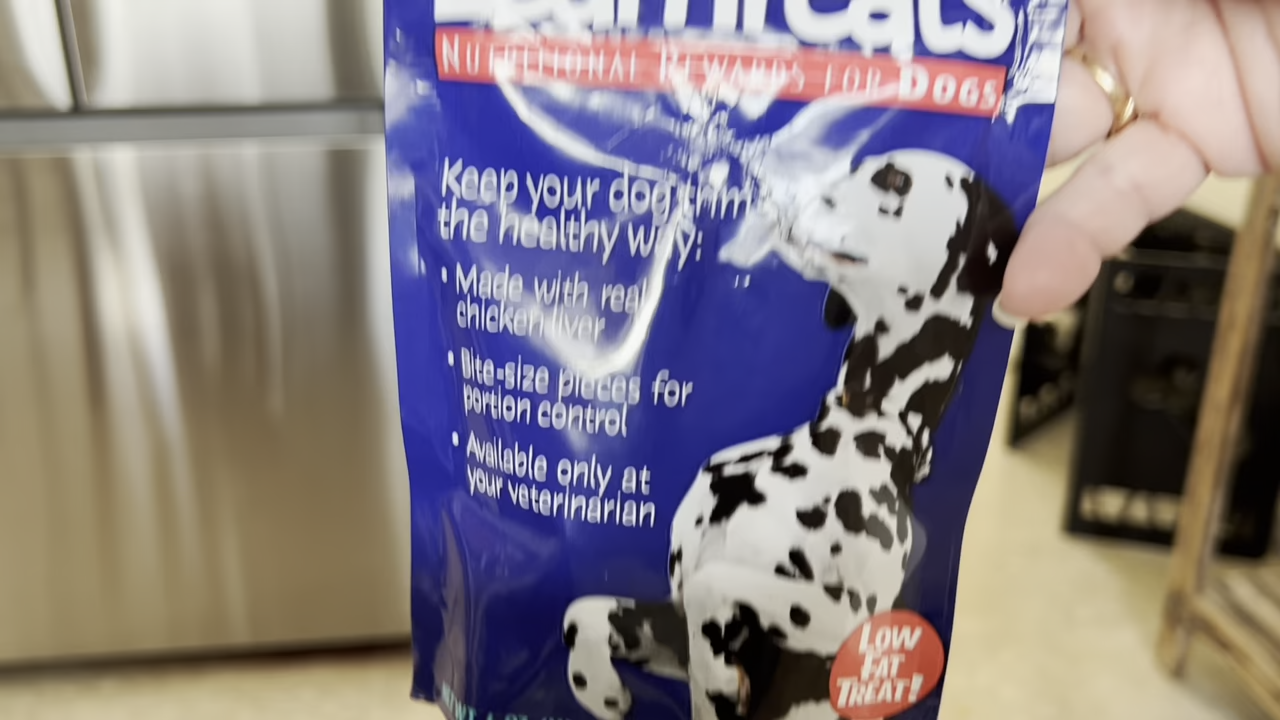 NUTRITIONAL REWARDS FOR DOGS
Keep your dog trim
the healthy way:
• Made with real
chicken liver
• Bite-size pieces for
portion control
• Available only at
your veterinarian
LOW
FAT
TREAT!